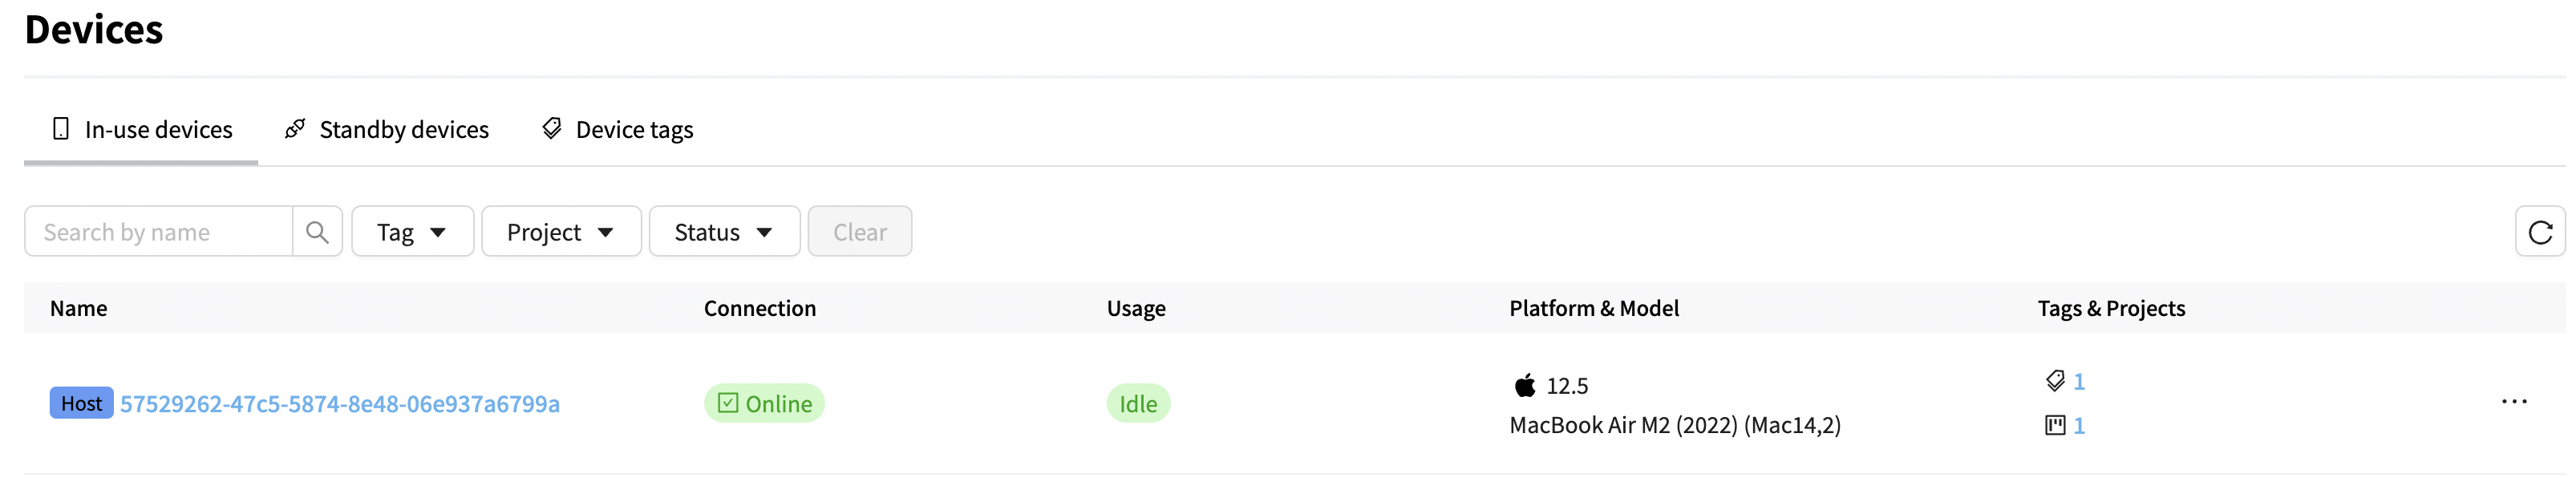 Devices
In-use devices Standby devices Device tags
Search by name Tag Project Status Clear
Name Connection Usage Platform & Model Tags & Projects
Host 57529262-47c5-5874-8e48-06e937a6799a Online Idle 12.5 1
MacBook Air M2 (2022) (Mac14,2) 1